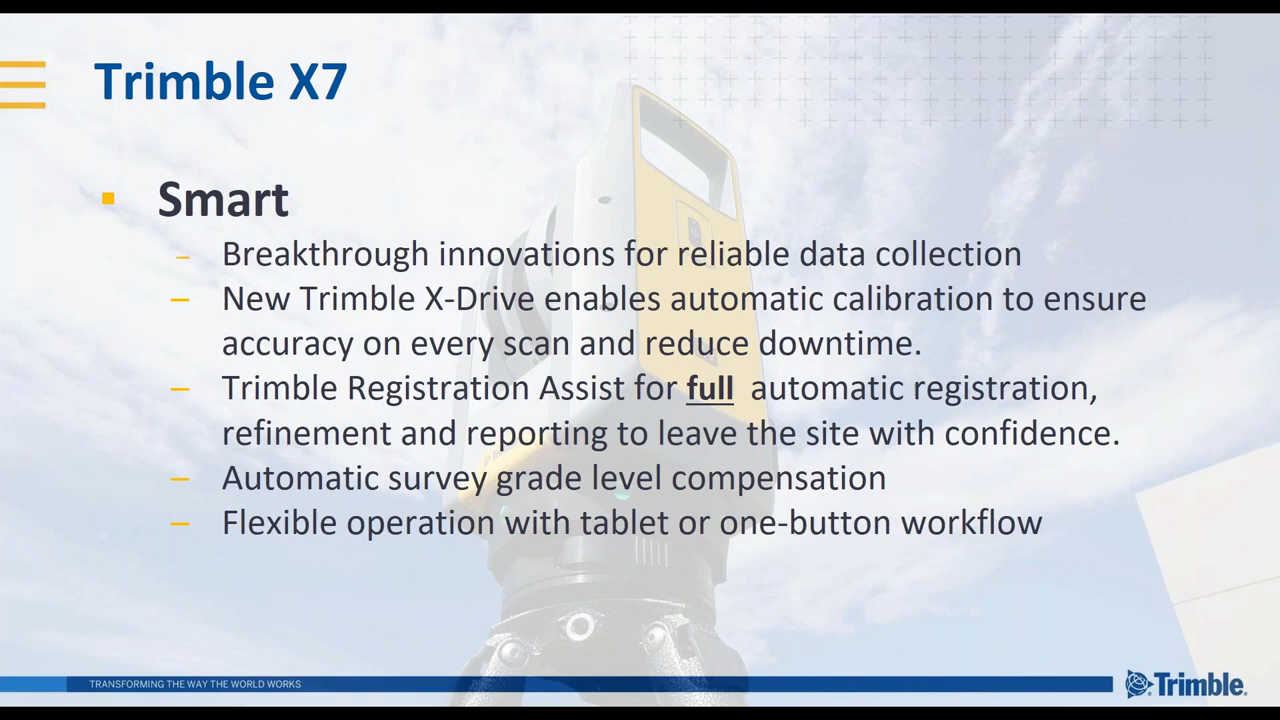 Trimble X7
▪ Smart
– Breakthrough innovations for reliable data collection
– New Trimble X-Drive enables automatic calibration to ensure
accuracy on every scan and reduce downtime.
– Trimble Registration Assist for full automatic registration,
refinement and reporting to leave the site with confidence.
– Automatic survey grade level compensation
– Flexible operation with tablet or one-button workflow
TRANSFORMING THE WAY THE WORLD WORKS
Trimble®